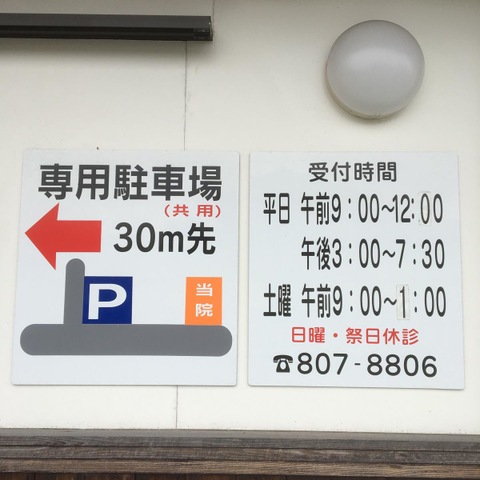 専用駐車場
(共用)
30m先
P
当院
受付時間
平日 午前9:00~12:00
午後3:00~7:30
土曜 午前9:00~1:00
日曜・祭日休診
☎807-8806